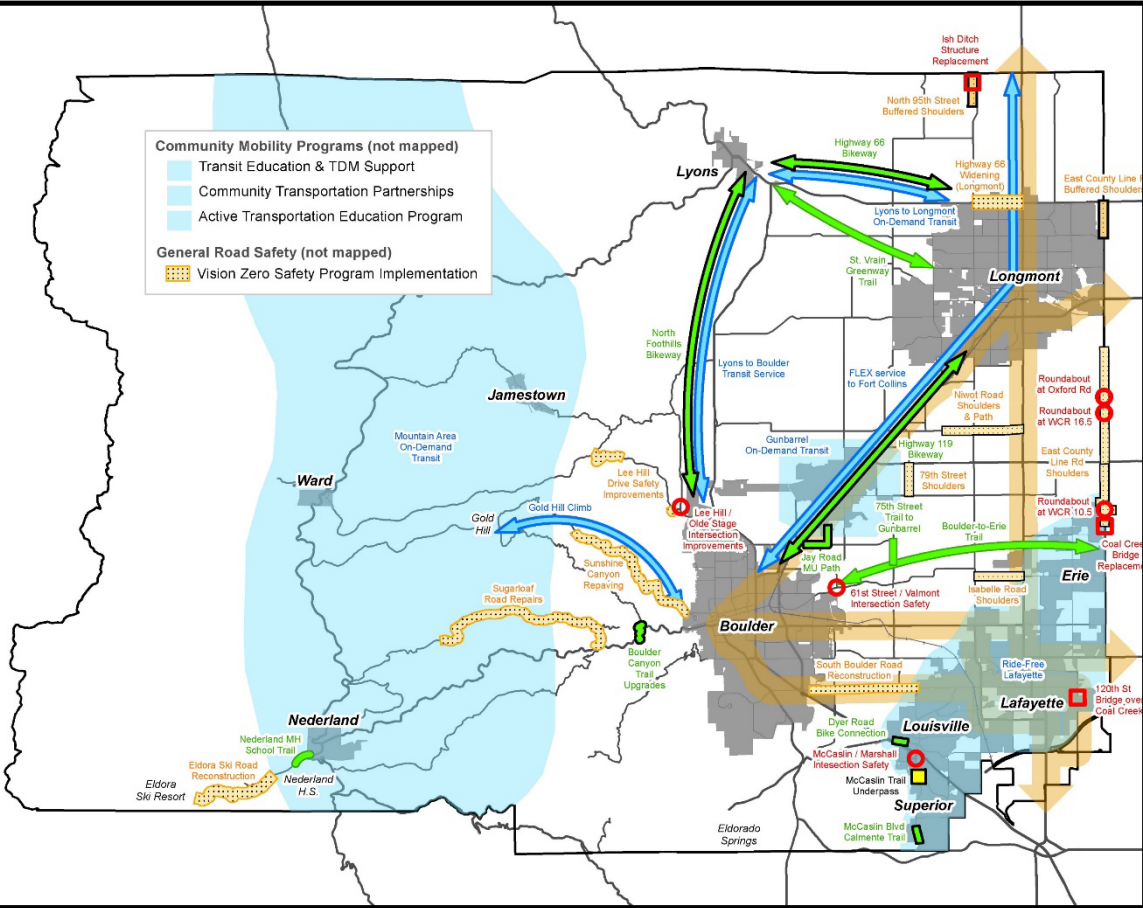 Ish Ditch
Structure
Replacement
North 95th Street
Buffered Shoulders
Community Mobility Programs (not mapped)
Transit Education & TDM Support
Community Transportation Partnerships
Active Transportation Education Program
General Road Safety (not mapped)
Vision Zero Safety Program Implementation
Lyons
Highway 66
Bikeway
Highway 66
Widening
(Longmont)
East County Line R
Buffered Shoulders
Lyons to Longmont
On-Demand Transit
St. Vrain
Greenway
Trail
Longmont
North
Foothills
Bikeway
Lyons to Boulder
Transit Service
FLEX service
to Fort Collins
Roundabout
at Oxford Rd
Roundabout
at WCR 16.5
Jamestown
Niwot Road
Shoulders
& Path
Mountain Area
On-Demand
Transit
Gunbarrel
On-Demand Transit
Highway 119
Bikeway
East County
Line Rd
Shoulders
Ward
Lee Hill
Drive Safety
Improvements
79th Street
Shoulders
Gold Hill Climb
Gold
Hill
Lee Hill /
Olde Stage
Intersection
Improvements
75th Street
Trail to
Gunbarrel
Boulder-to-Erie
Trail
Roundabout
at WCR 10.5
Coal Cree
Bridge
Replaceme
Sunshine
Canyon
Repaving
Jay Road
MU Path
Erie
Sugarloaf
Road Repairs
61st Street / Valmont
Intersection Safety
Isabelle Road
Shoulders
Boulder
Boulder
Canyon
Trail
Upgrades
South Boulder Road
Reconstruction
Ride-Free
Lafayette
Lafayette
120th St
Bridge over
Coal Creek
Nederland
Nederland MH
School Trail
Louisville
Dyer Road
Bike Connection
McCaslin / Marshall
Intesection Safety
Eldora Ski Road
Reconstruction
Nederland
H.S.
Eldora
Ski Resort
McCaslin Trail
Underpass
Superior
Eldorado
Springs
McCaslin Blvd
Calmente Trail